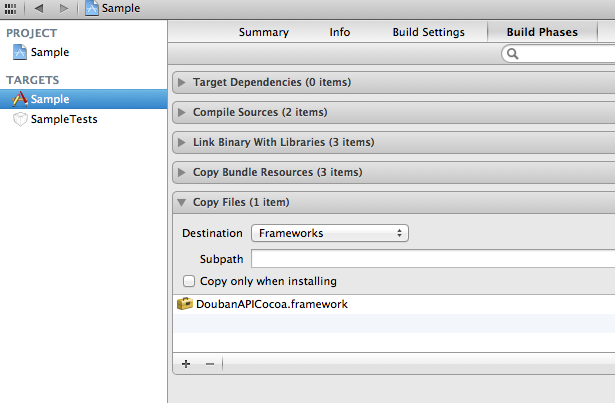 Sample
PROJECT
Sample
TARGETS
Sample
SampleTests
Summary Info Build Settings Build Phases
Target Dependencies (0 items)
Compile Sources (2 items)
Link Binary With Libraries (3 items)
Copy Bundle Resources (3 items)
Copy Files (1 item)
Destination Frameworks
Subpath
Copy only when installing
DoubanAPICocoa.framework